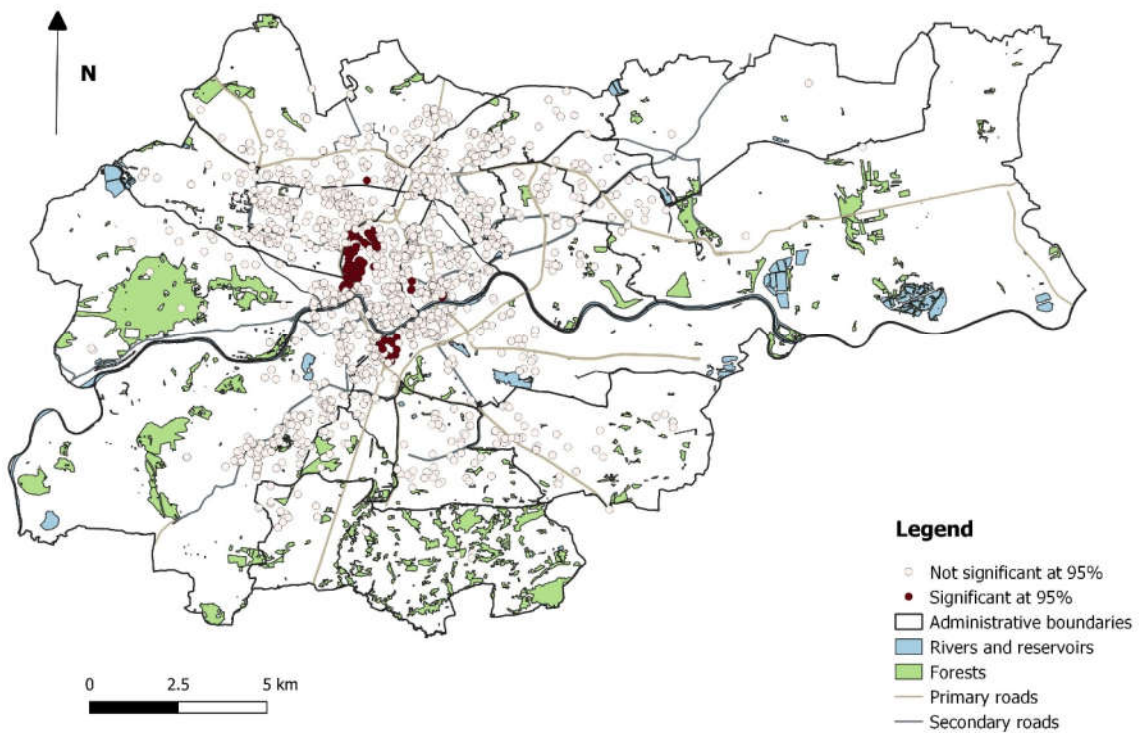 N
Legend
Not significant at 95%
Significant at 95%
Administrative boundaries
Rivers and reservoirs
Forests
Primary roads
Secondary roads
0 2.5 5 km